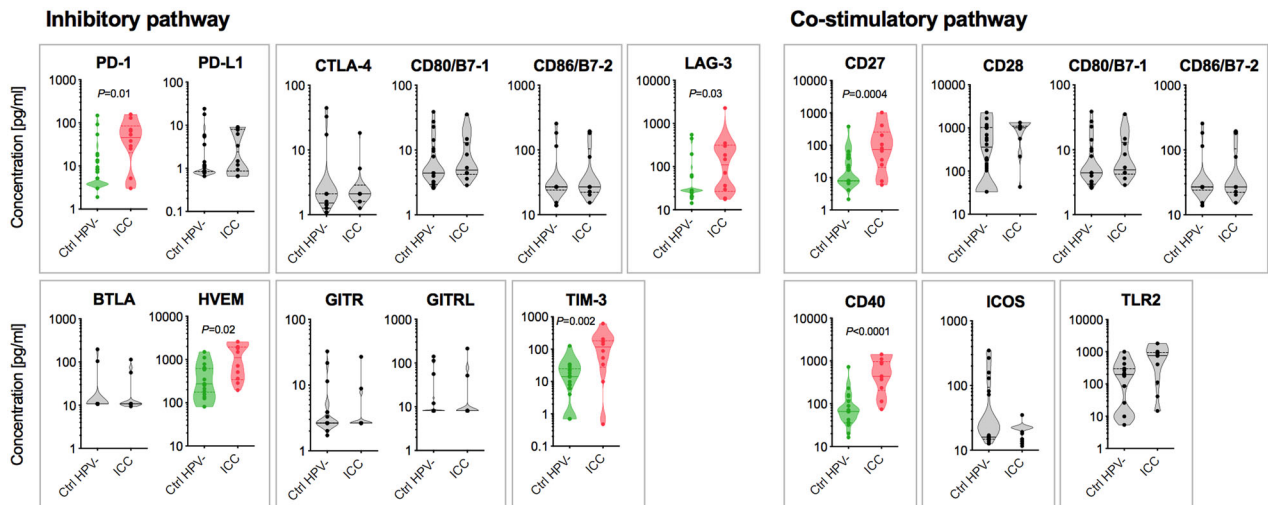 Inhibitory pathway
Co-stimulatory pathway
PD-1
PD-L1
CTLA-4
CD80/B7-1
CD86/B7-2
LAG-3
CD27
CD28
CD80/B7-1
CD86/B7-2
Concentration [pg/ml]
1000
100
10
1
P=0.01
Ctrl HPV-
ICC
100
10
1
0.1
Ctrl HPV-
ICC
100
10
1
Ctrl HPV-
ICC
100
10
1
Ctrl HPV-
ICC
1000
100
10
Ctrl HPV-
ICC
10000
1000
100
10
P=0.03
Ctrl HPV-
ICC
10000
1000
100
10
1
P=0.0004
Ctrl HPV-
ICC
10000
1000
100
10
Ctrl HPV-
ICC
100
10
1
Ctrl HPV-
ICC
1000
100
10
Ctrl HPV-
ICC
BTLA
HVEM
GITR
GITRL
TIM-3
CD40
ICOS
TLR2
Concentration [pg/ml]
1000
100
10
1
Ctrl HPV-
ICC
10000
1000
100
10
P=0.02
Ctrl HPV-
ICC
100
10
1
Ctrl HPV-
ICC
1000
100
10
1
Ctrl HPV-
ICC
1000
100
10
1
0.1
P=0.002
Ctrl HPV-
ICC
10000
1000
100
10
P<0.0001
Ctrl HPV-
ICC
1000
100
10
Ctrl HPV-
ICC
10000
1000
100
10
1
Ctrl HPV-
ICC